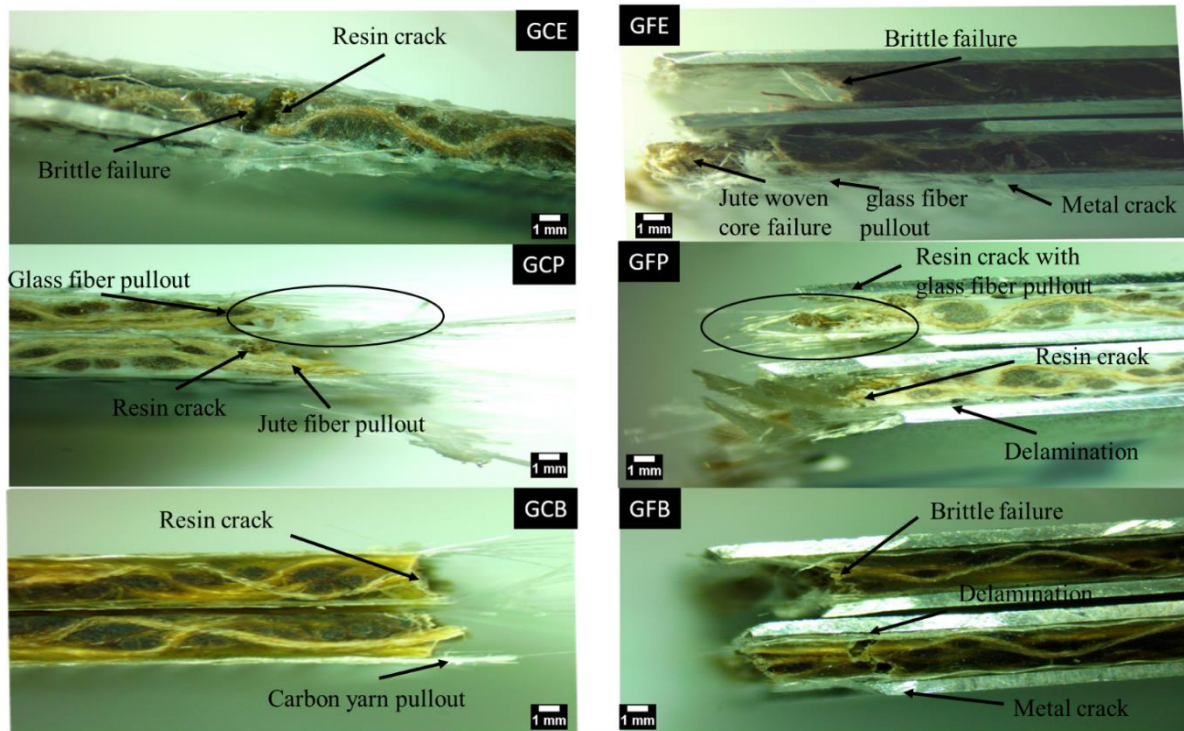 GCE
Resin crack
Brittle failure
1 mm
GFE
Brittle failure
Jute woven
core failure
glass fiber
pullout
Metal crack
1 mm
GCP
Glass fiber pullout
Resin crack
Jute fiber pullout
1 mm
GFP
Resin crack with
glass fiber pullout
Resin crack
Delamination
1 mm
GCB
Resin crack
Carbon yarn pullout
1 mm
GFB
Brittle failure
Delamination
Metal crack
1 mm